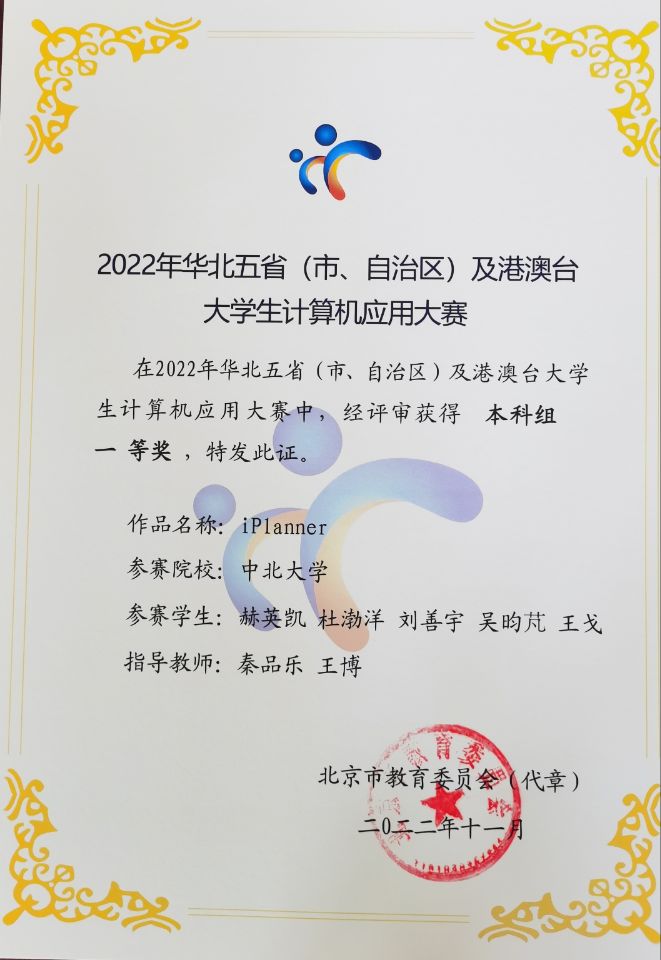 2022年华北五省（市、自治区）及港澳台
大学生计算机应用大赛
在2022年华北五省（市、自治区）及港澳台大学
生计算机应用大赛中，经评审获得 本科组
一 等奖 ，特发此证。
作品名称：iPlanner
参赛院校：中北大学
参赛学生：赫英凯 杜渤洋 刘善宇 吴昀芃 王戈
指导教师：秦品乐 王博
北京市教育委员会（代章）
二〇二二年十一月